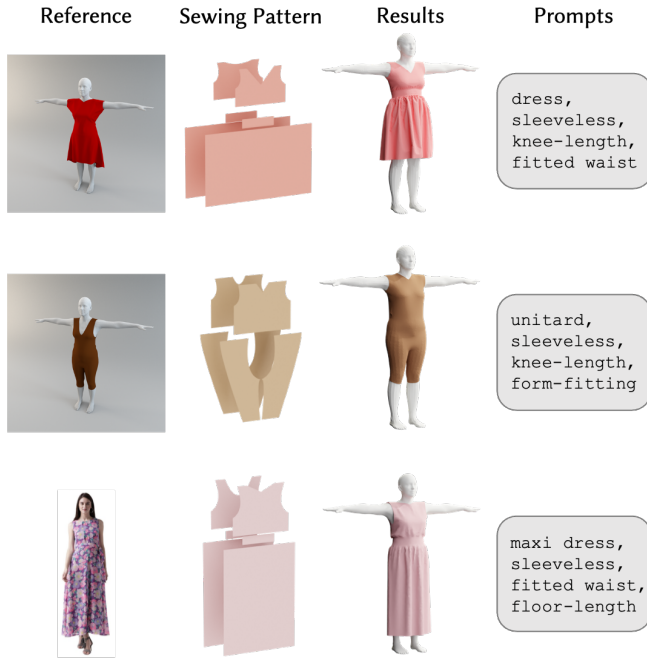 Reference Sewing Pattern Results Prompts
dress,
sleeveless,
knee-length,
fitted waist
unitard,
sleeveless,
knee-length,
form-fitting
maxi dress,
sleeveless,
fitted waist,
floor-length